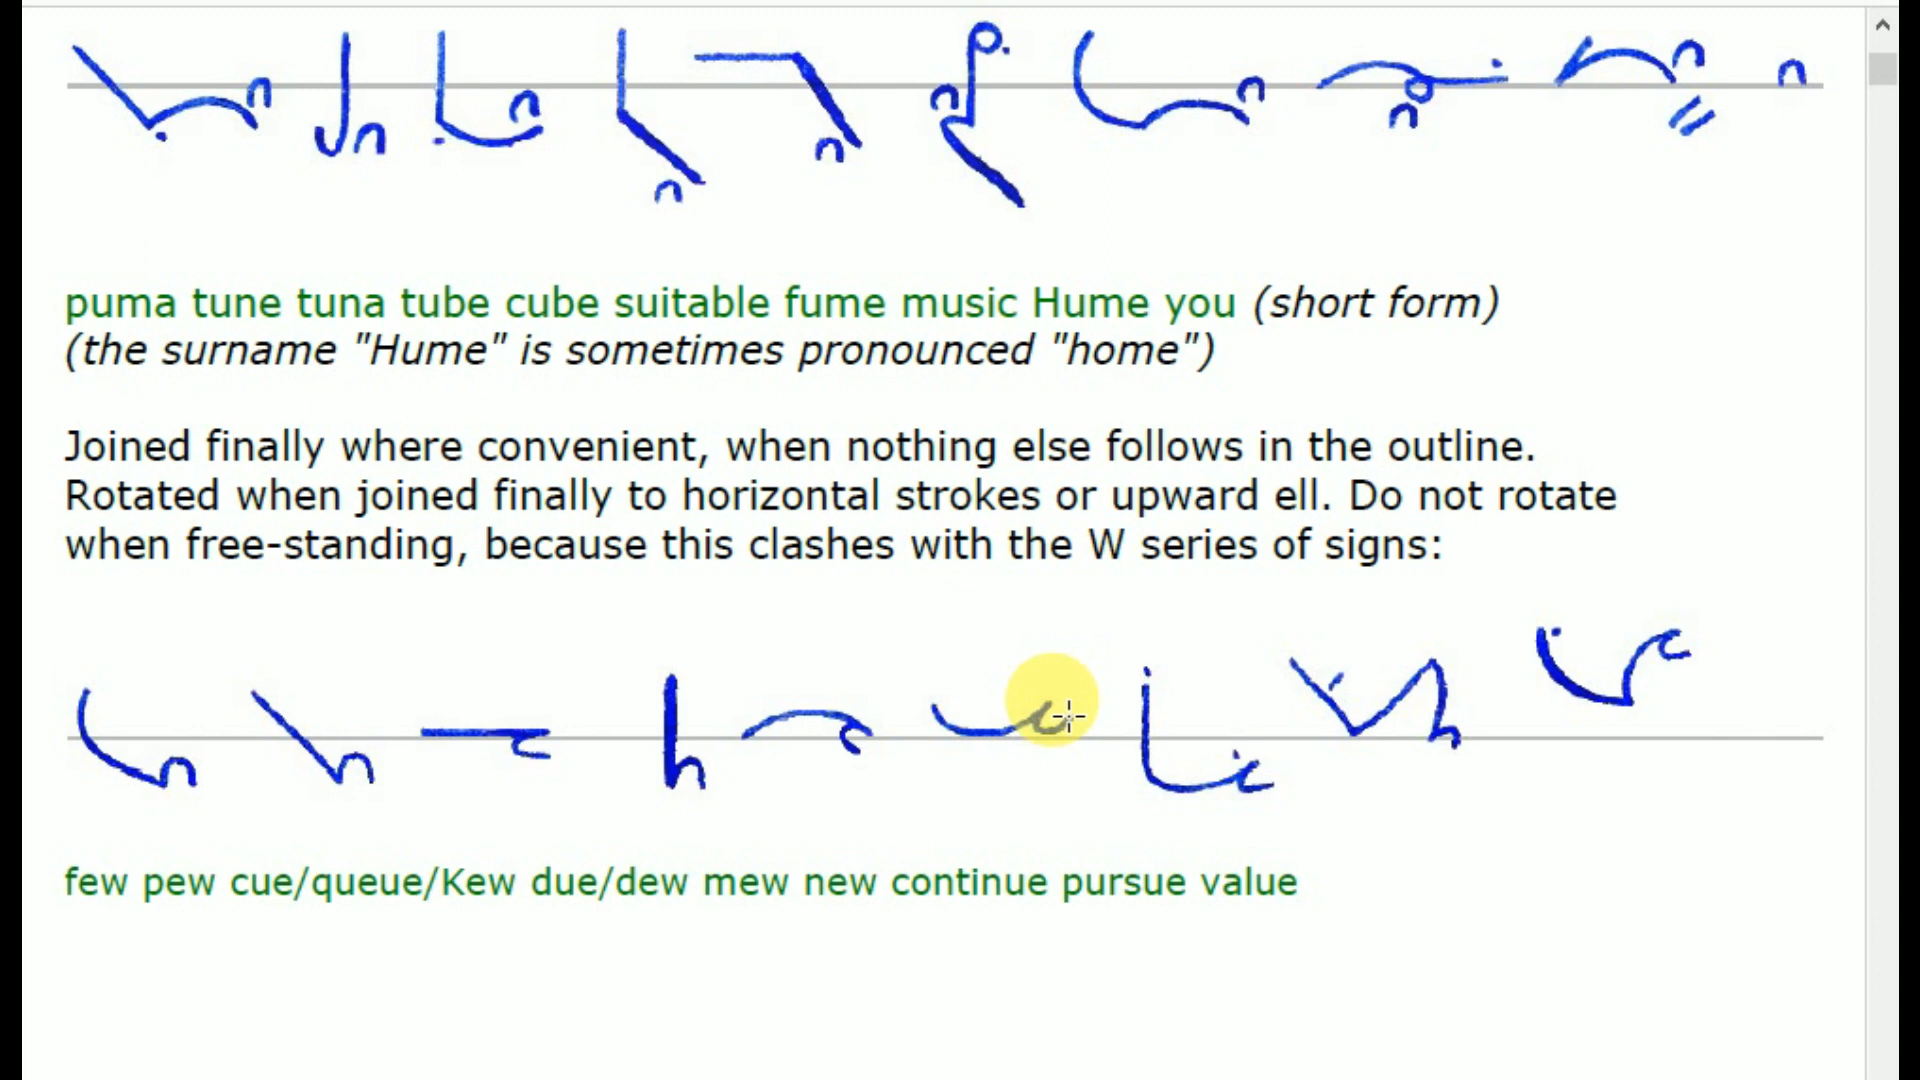 puma tune tuna tube cube suitable fume music Hume you (short form)
(the surname "Hume" is sometimes pronounced "home")
Joined finally where convenient, when nothing else follows in the outline.
Rotated when joined finally to horizontal strokes or upward ell. Do not rotate
when free-standing, because this clashes with the W series of signs:
few pew cue/queue/Kew due/dew mew new continue pursue value